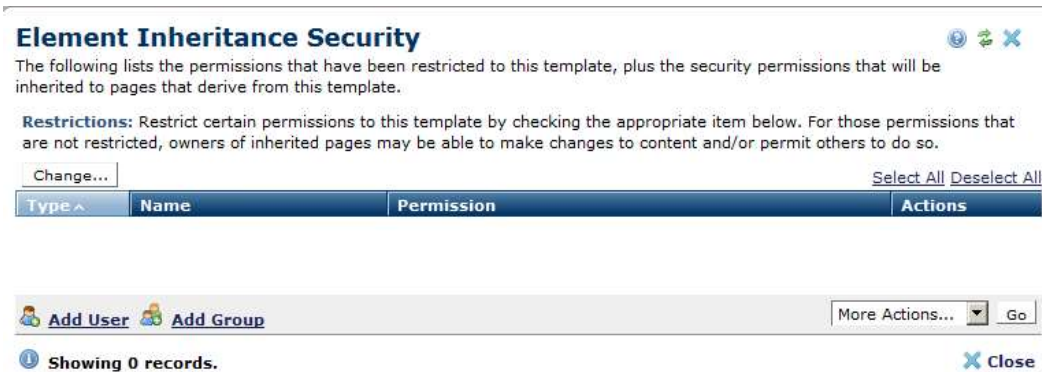 Element Inheritance Security
The following lists the permissions that have been restricted to this template, plus the security permissions that will be
inherited to pages that derive from this template.
Restrictions: Restrict certain permissions to this template by checking the appropriate item below. For those permissions that
are not restricted, owners of inherited pages may be able to make changes to content and/or permit others to do so.
Change...
Select All Deselect All
Type Name Permission Actions
Add User Add Group More Actions... Go
Showing 0 records. Close